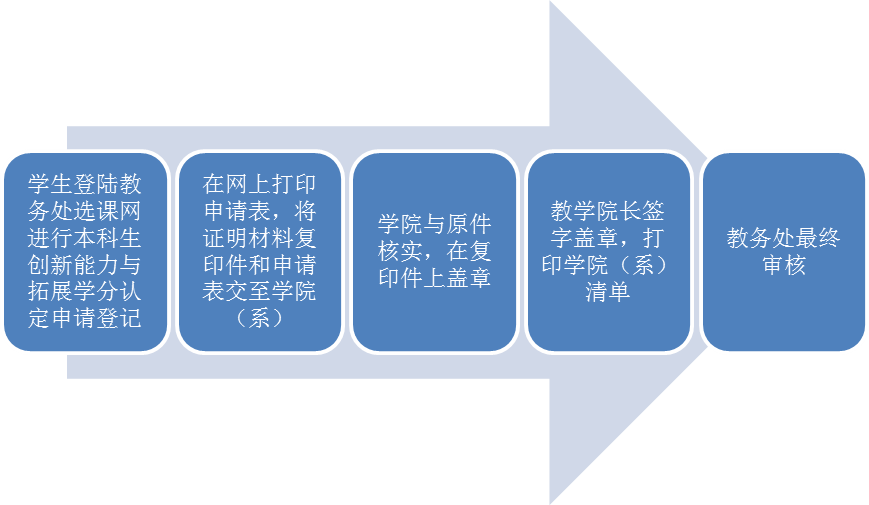 学生登陆教
务处选课网
进行本科生
创新能力与
拓展学分认
定申请登记
在网上打印
申请表，将
证明材料复
印件和申请
表交至学院
（系）
学院与原件
核实，在复
印件上盖章
教学院长签
字盖章，打
印学院（系）
清单
教务处最终
审核